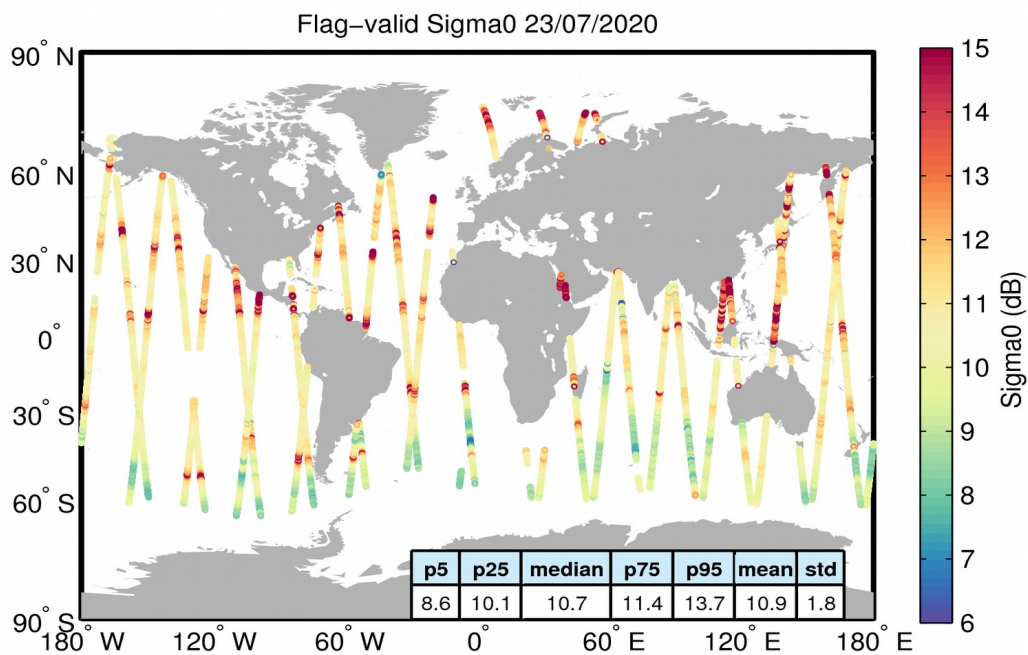 Flag−valid Sigma0 23/07/2020
90° N
60° N
30° N
0°
30° S
60° S
90° S
180° W
120° W
60° W
0°
60° E
120° E
180° E
p5 p25 median p75 p95 mean std
8.6 10.1 10.7 11.4 13.7 10.9 1.8
15
14
13
12
11
10
9
8
7
6
Sigma0 (dB)